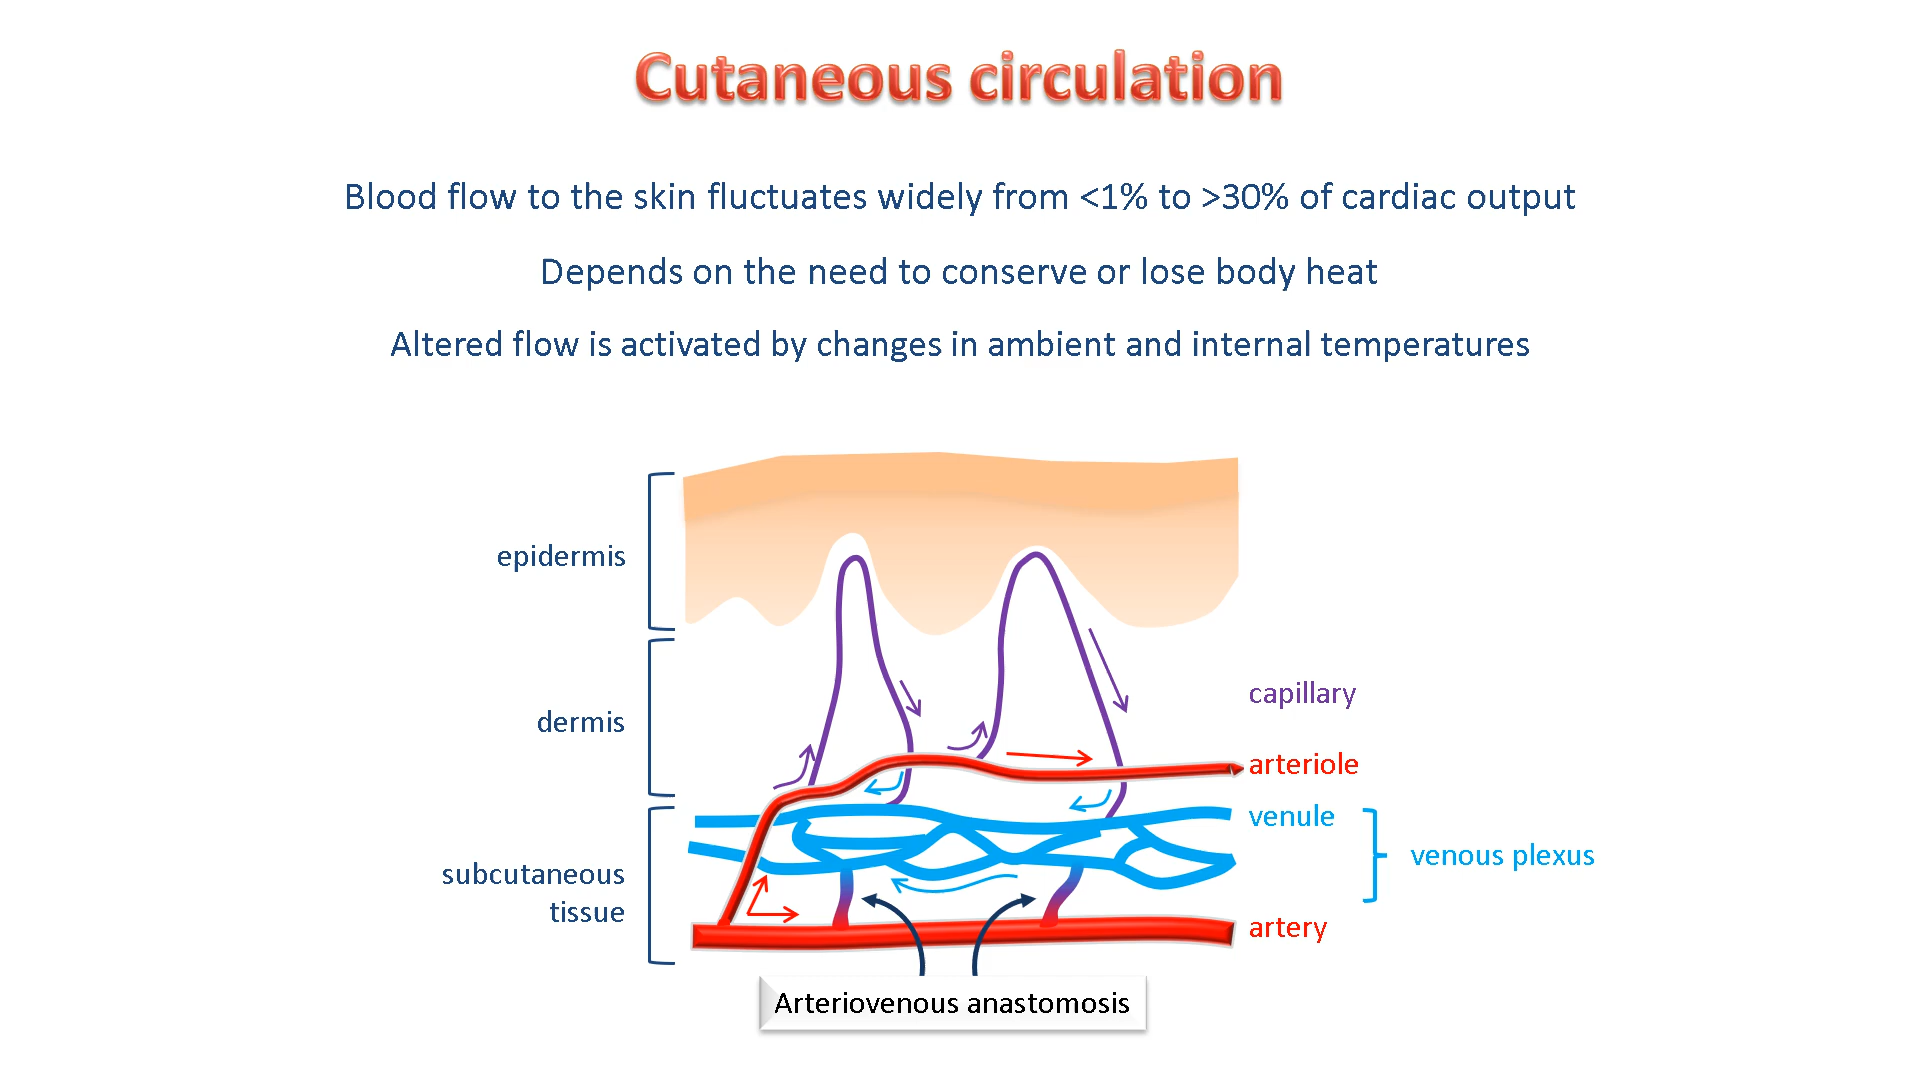 Cutaneous circulation
Blood flow to the skin fluctuates widely from <1% to >30% of cardiac output
Depends on the need to conserve or lose body heat
Altered flow is activated by changes in ambient and internal temperatures
epidermis
dermis
capillary
arteriole
venule
venous plexus
subcutaneous
tissue
artery
Arteriovenous anastomosis